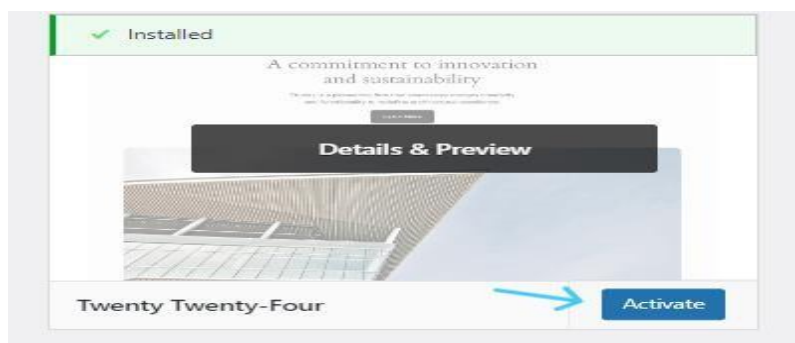 Installed
A commitment to innovation
and sustainability
Details & Preview
Twenty Twenty-Four
Activate